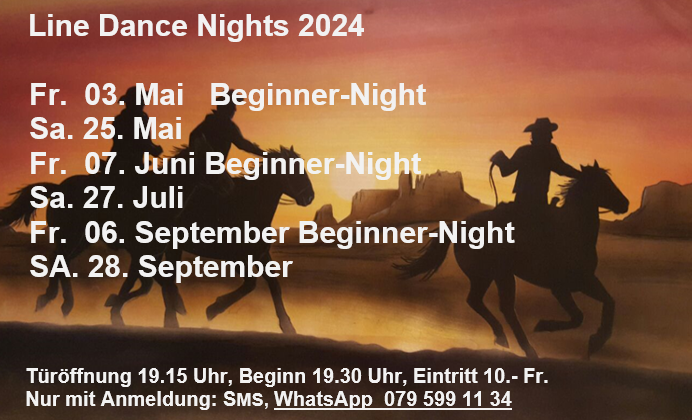 Line Dance Nights 2024
Fr. 03. Mai Beginner-Night
Sa. 25. Mai
Fr. 07. Juni Beginner-Night
Sa. 27. Juli
Fr. 06. September Beginner-Night
SA. 28. September
Türöffnung 19.15 Uhr, Beginn 19.30 Uhr, Eintritt 10.- Fr.
Nur mit Anmeldung: SMS, WhatsApp 079 599 11 34